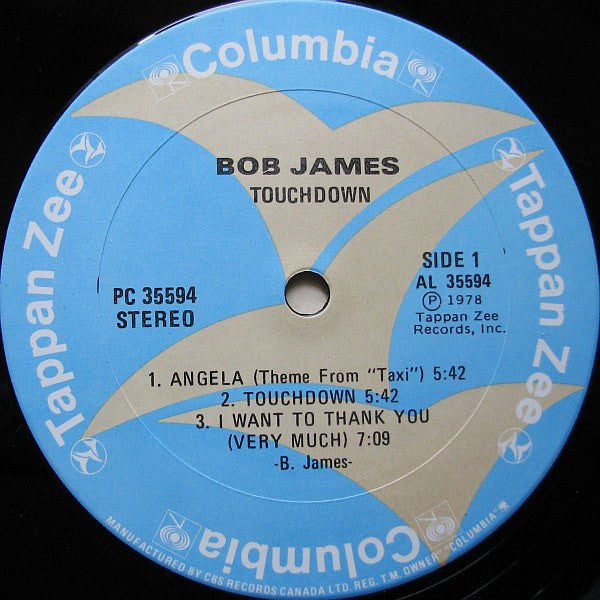 Columbia
Tappan Zee
Tappan Zee
BOB JAMES
TOUCHDOWN
SIDE 1
AL 35594
Ⓟ 1978
Tappan Zee
Records, Inc.
PC 35594
STEREO
1. ANGELA (Theme From "Taxi") 5:42
2. TOUCHDOWN 5:42
3. I WANT TO THANK YOU
(VERY MUCH) 7:09
-B. James-
Columbia
MANUFACTURED BY CBS RECORDS CANADA LTD. REG. T.M. OWNER "COLUMBIA"